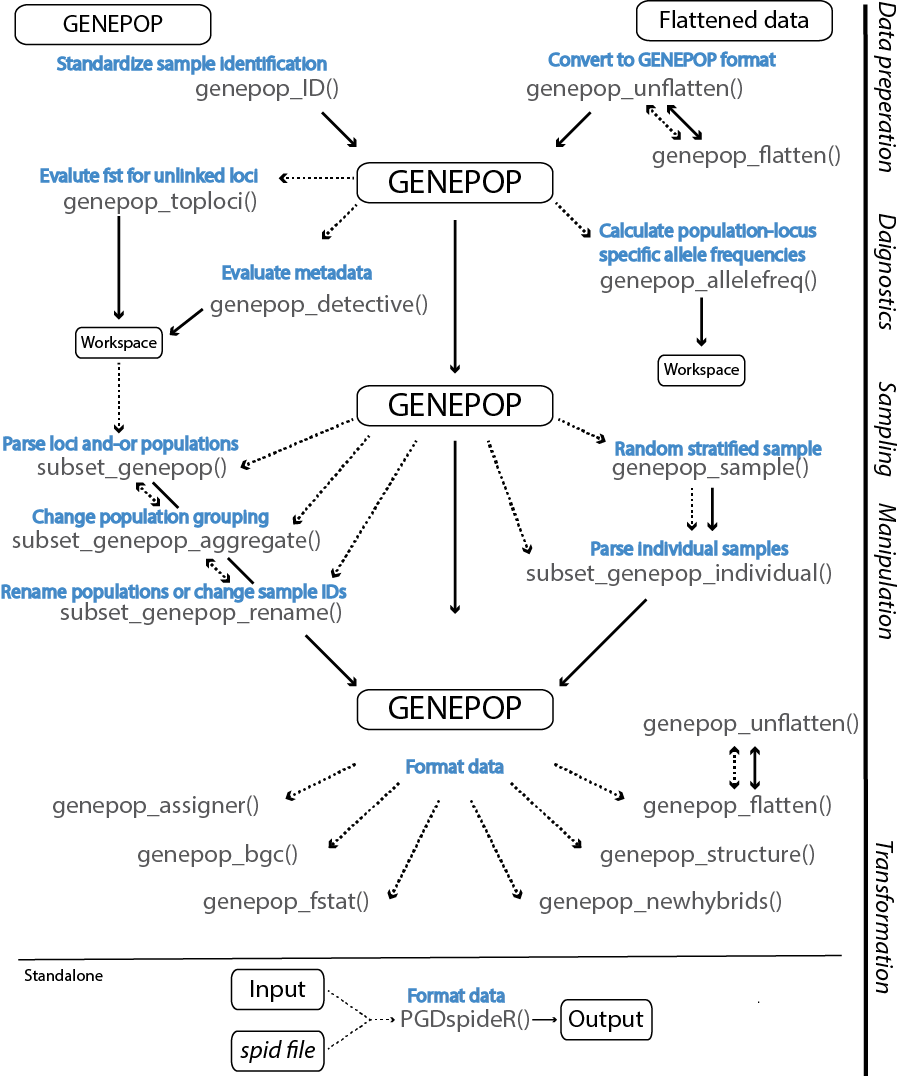 GENEPOP
Flattened data
Standardize sample identification
genepop_ID()
Convert to GENEPOP format
genepop_unflatten()
genepop_flatten()
Data preperation
GENEPOP
Evalute fst for unlinked loci
genepop_toploci()
Evaluate metadata
genepop_detective()
Calculate population-locus
specific allele frequencies
genepop_allelefreq()
Daignostics
Workspace
Workspace
GENEPOP
Parse loci and-or populations
subset_genepop()
Random stratified sample
genepop_sample()
Sampling
Change population grouping
subset_genepop_aggregate()
Parse individual samples
subset_genepop_individual()
Rename populations or change sample IDs
subset_genepop_rename()
Manipulation
GENEPOP
genepop_unflatten()
Format data
genepop_assigner()
genepop_flatten()
genepop_bgc()
genepop_structure()
genepop_fstat()
genepop_newhybrids()
Transformation
Standalone
Input
Format data
PGDspideR()
Output
spid file